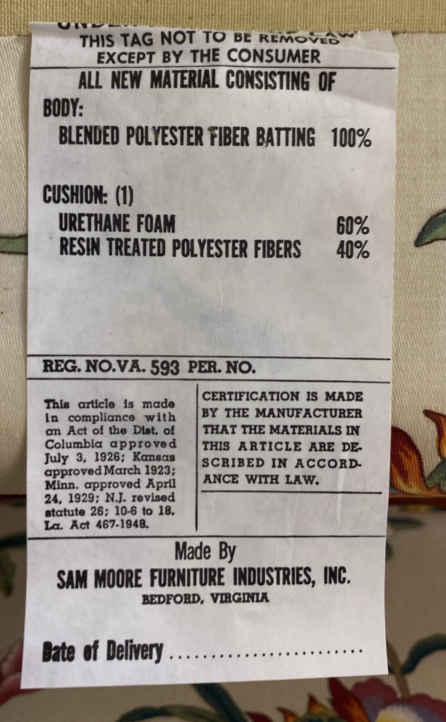 THIS TAG NOT TO BE REMOVED
EXCEPT BY THE CONSUMER
ALL NEW MATERIAL CONSISTING OF
BODY:
BLENDED POLYESTER FIBER BATTING 100%
CUSHION: (1)
URETHANE FOAM 60%
RESIN TREATED POLYESTER FIBERS 40%
REG. NO.VA. 593 PER. NO.
This article is made
in compliance with
an Act of the Dist. of
Columbia approved
July 3, 1926; Kansas
approved March 1923;
Minn. approved April
24, 1929; N.J. revised
statute 26; 10-6 to 18.
La. Act 467-1948.
CERTIFICATION IS MADE
BY THE MANUFACTURER
THAT THE MATERIALS IN
THIS ARTICLE ARE DE-
SCRIBED IN ACCORD-
ANCE WITH LAW.
Made By
SAM MOORE FURNITURE INDUSTRIES, INC.
BEDFORD, VIRGINIA
Date of Delivery ........................